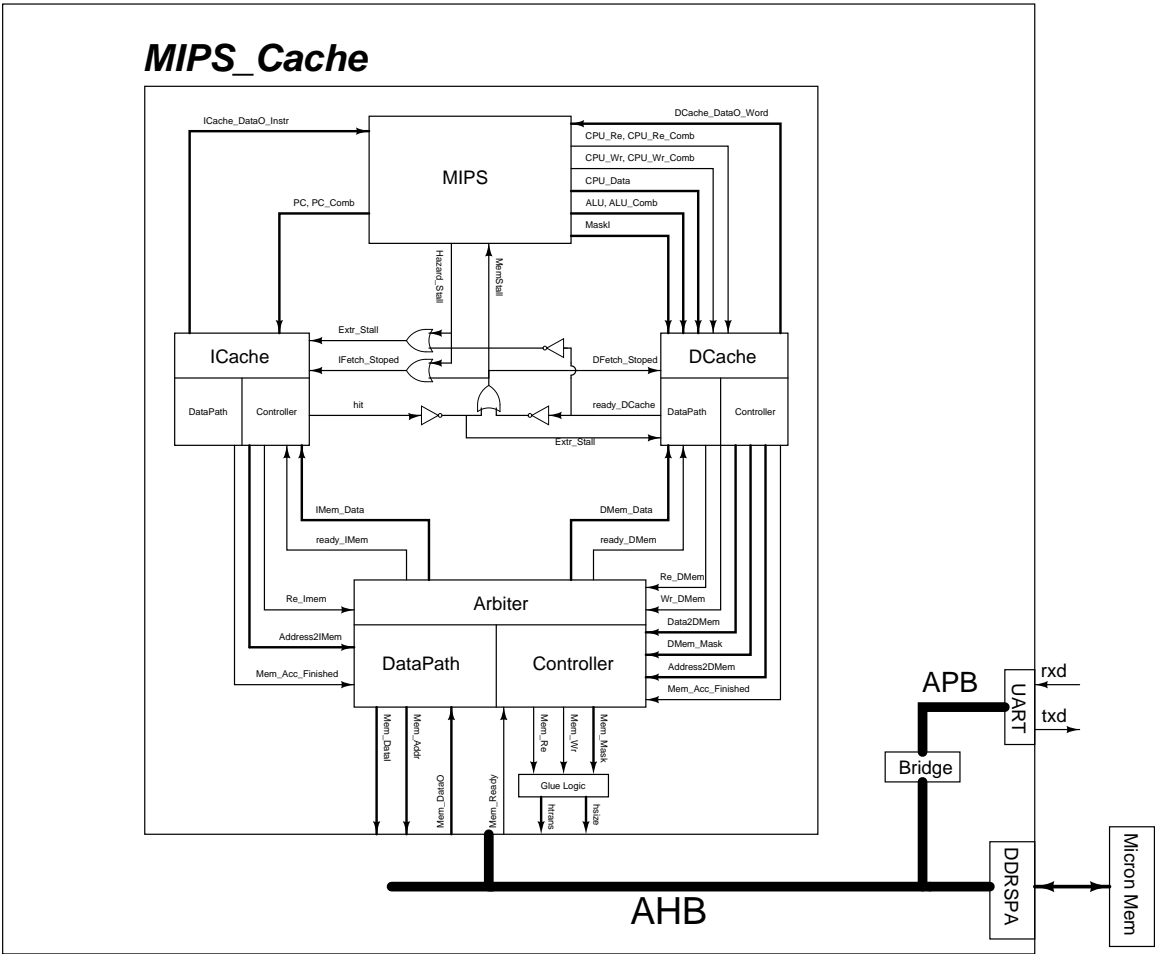 MIPS_Cache
ICache_DataO_Instr
DCache_DataO_Word
CPU_Re, CPU_Re_Comb
MIPS
CPU_Wr, CPU_Wr_Comb
CPU_Data
PC, PC_Comb
ALU, ALU_Comb
MaskI
Hazard_Stall
MemStall
Extr_Stall
ICache
DCache
IFetch_Stoped
DFetch_Stoped
DataPath
Controller
hit
ready_DCache
DataPath
Controller
Extr_Stall
IMem_Data
DMem_Data
ready_IMem
ready_DMem
Re_DMem
Re_Imem
Arbiter
Wr_DMem
Data2DMem
Address2IMem
DMem_Mask
DataPath
Controller
Address2DMem
Mem_Acc_Finished
Mem_Acc_Finished
APB
UART
rxd
txd
Mem_DataI
Mem_Addr
Mem_DataO
Mem_Ready
Mem_Re
Mem_Wr
Mem_Mask
Bridge
Glue Logic
htrans
hsize
DDRSPA
Micron Mem
AHB